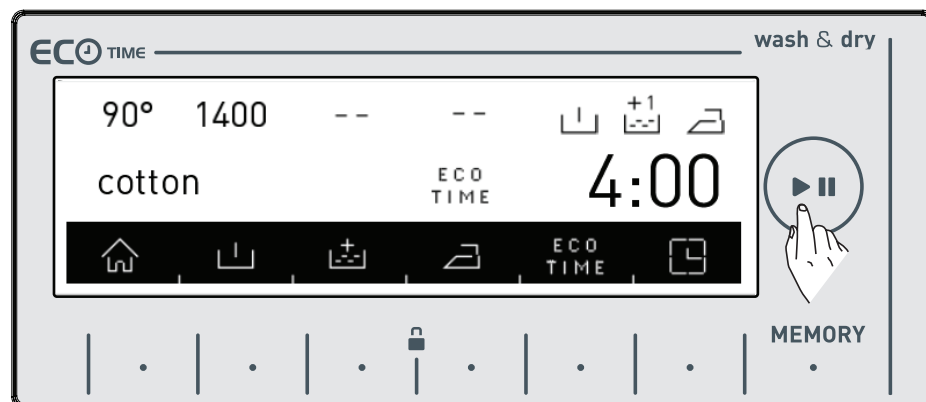 ECO TIME
wash & dry
90° 1400 -- -- +1
cotton ECO TIME 4:00
+ ECO TIME
MEMORY